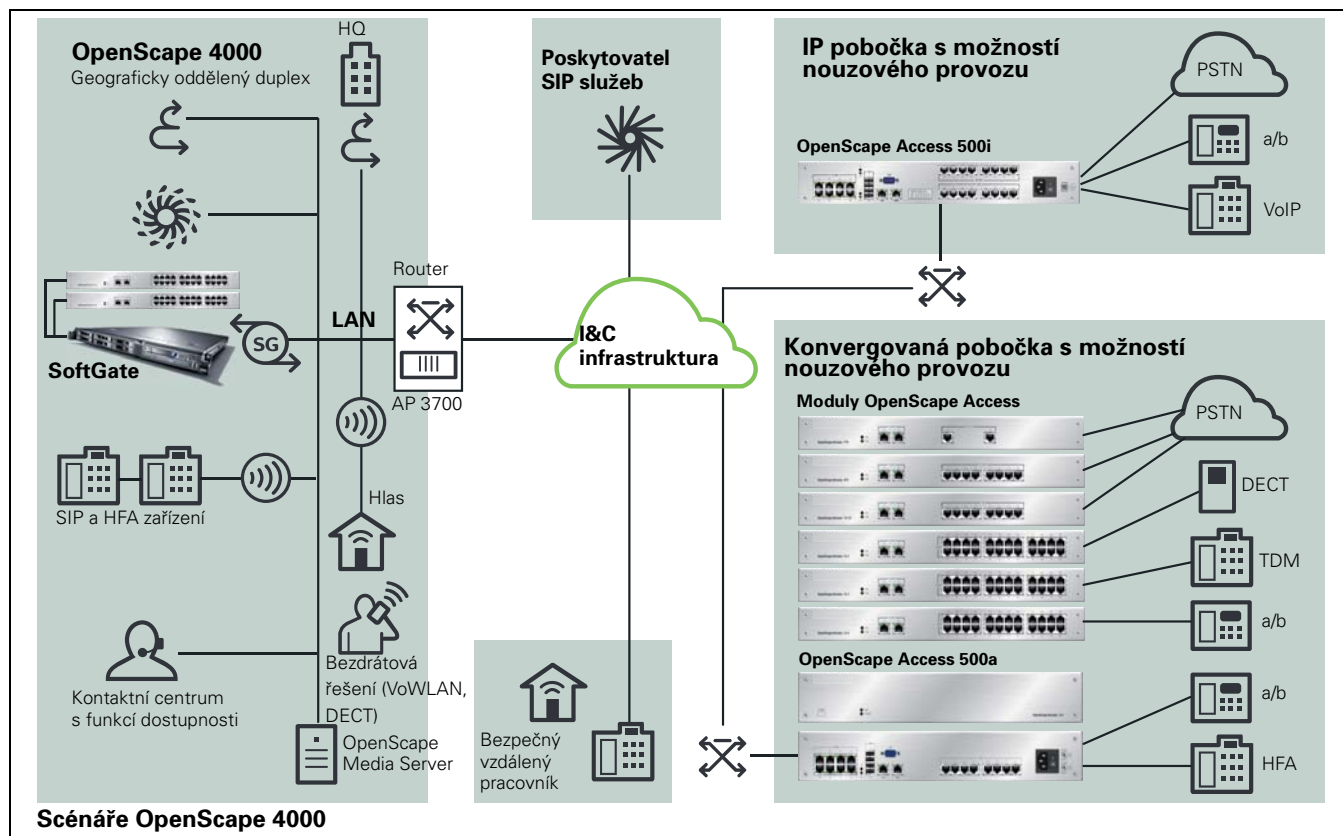 OpenScape 4000
Geograficky oddělený duplex
HQ
SG
SoftGate
LAN
Router
AP 3700
SIP a HFA zařízení
Hlas
Kontaktní centrum
s funkcí dostupnosti
Bezdrátová
řešení (VoWLAN,
DECT)
OpenScape
Media Server
Poskytovatel
SIP služeb
I&C
infrastruktura
Bezpečný
vzdálený
pracovník
IP pobočka s možností
nouzového provozu
OpenScape Access 500i
PSTN
a/b
VoIP
Konvergovaná pobočka s možností
nouzového provozu
Moduly OpenScape Access
PSTN
DECT
TDM
a/b
OpenScape Access 500a
a/b
HFA
Scénáře OpenScape 4000